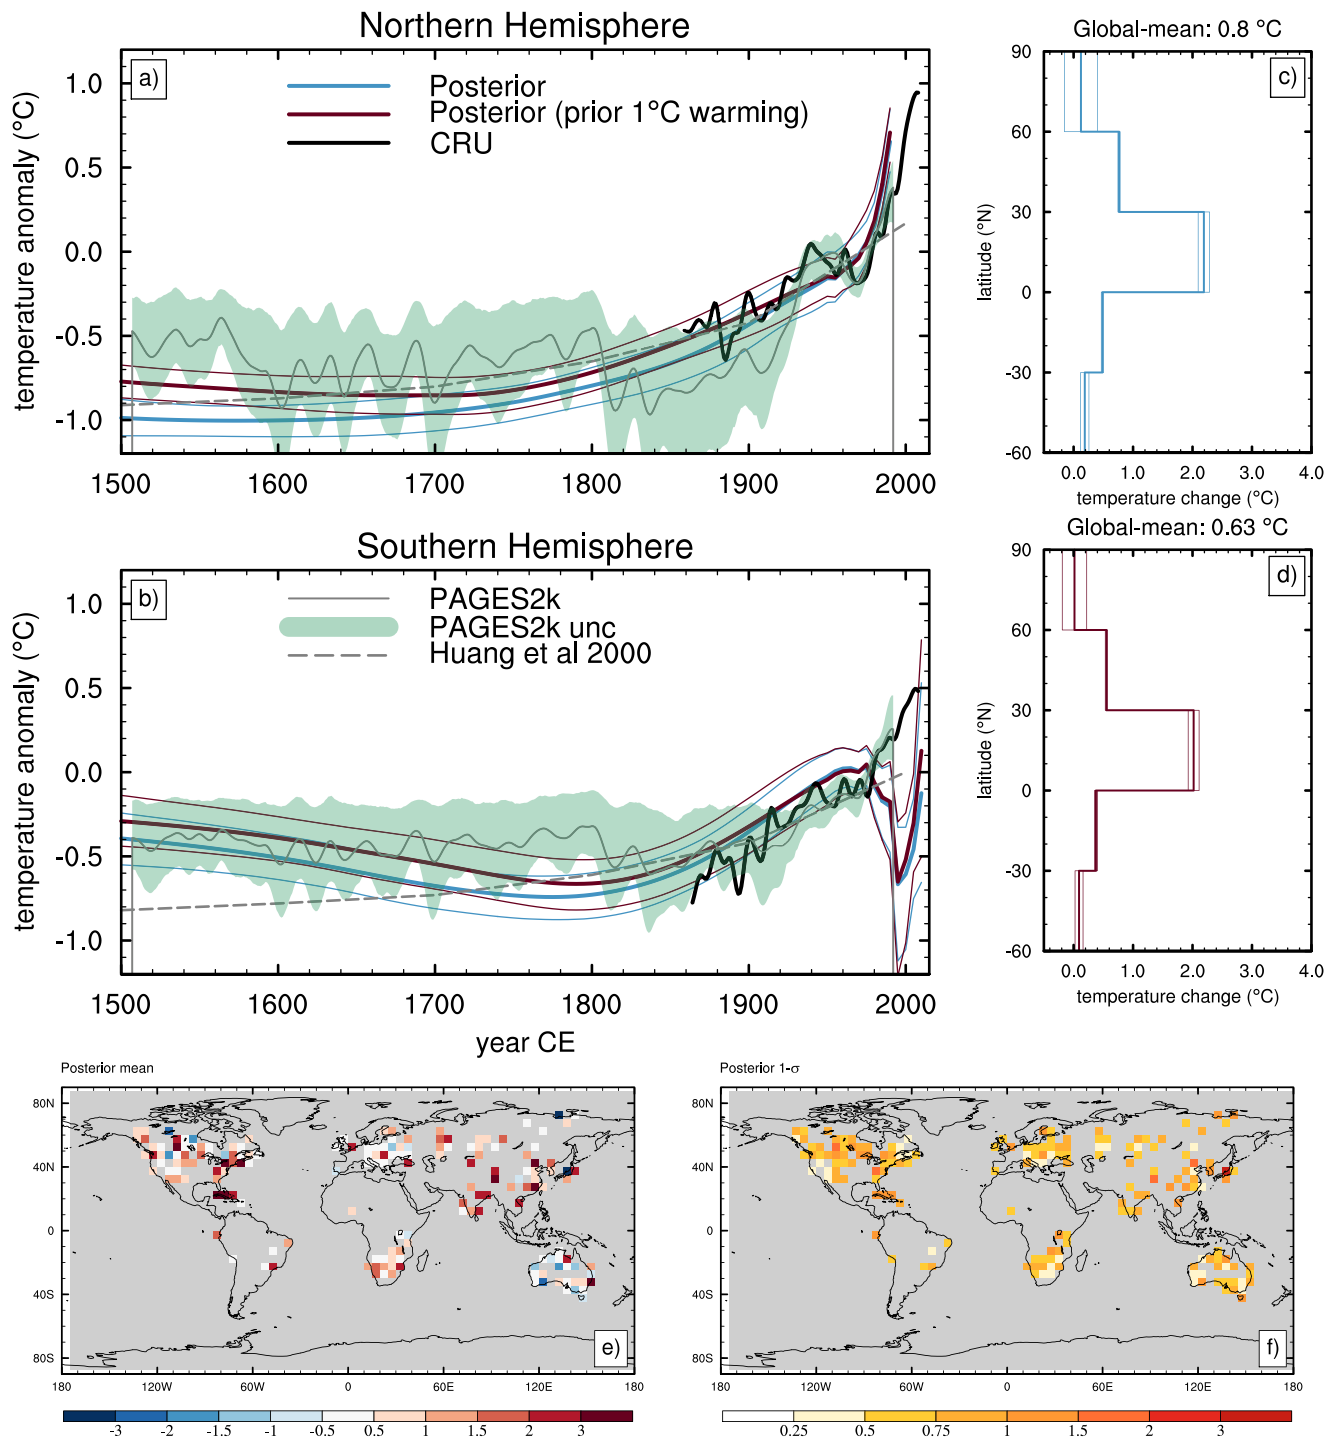 Northern Hemisphere
a)
Posterior
Posterior (prior 1°C warming)
CRU
temperature anomaly (°C)
1.0
0.5
0.0
-0.5
-1.0
1500 1600 1700 1800 1900 2000
Global-mean: 0.8 °C
c)
latitude (°N)
90
60
30
0
-30
-60
0.0 1.0 2.0 3.0 4.0
temperature change (°C)
Southern Hemisphere
b)
PAGES2k
PAGES2k unc
Huang et al 2000
temperature anomaly (°C)
1.0
0.5
0.0
-0.5
-1.0
1500 1600 1700 1800 1900 2000
year CE
Global-mean: 0.63 °C
d)
latitude (°N)
90
60
30
0
-30
-60
0.0 1.0 2.0 3.0 4.0
temperature change (°C)
Posterior mean
80N
40N
0
40S
80S
e)
180 120W 60W 0 60E 120E 180
-3 -2 -1.5 -1 -0.5 0.5 1 1.5 2 3
Posterior 1-σ
80N
40N
0
40S
80S
f)
180 120W 60W 0 60E 120E 180
0.25 0.5 0.75 1 1.5 2 3